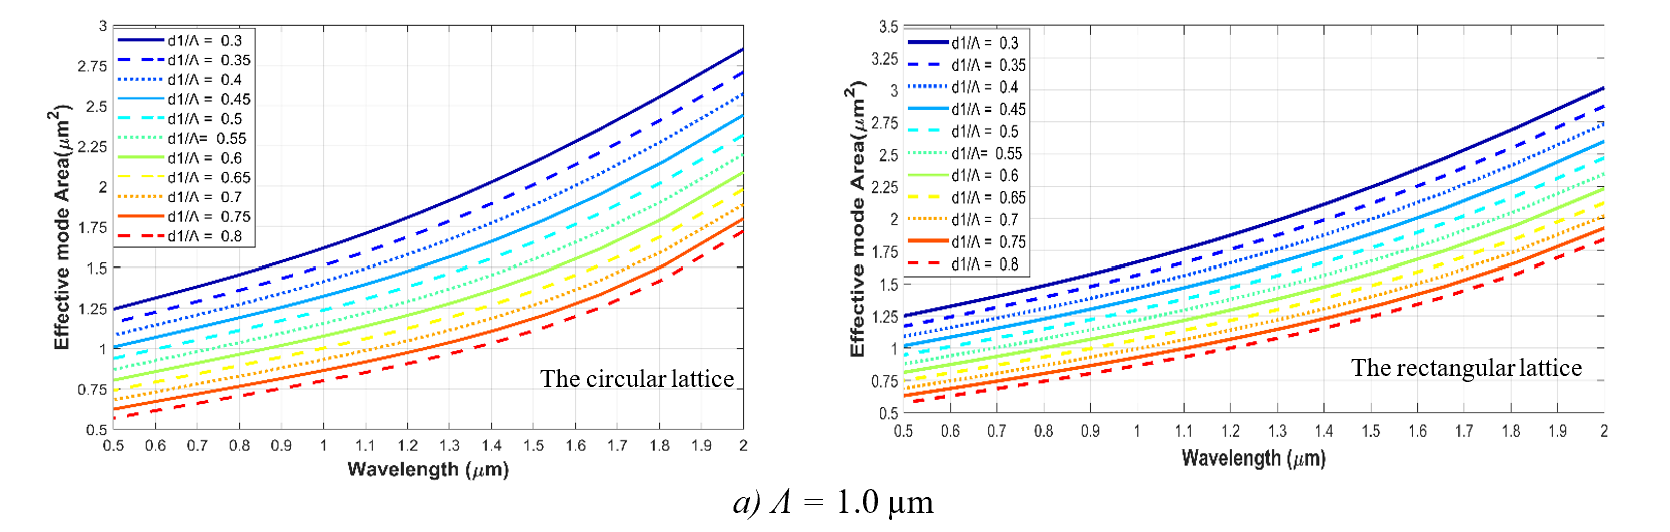 3
2.75
2.5
2.25
2
1.75
1.5
1.25
1
0.75
0.5
Effective mode Area(μm²)
d1/Λ = 0.3
d1/Λ = 0.35
d1/Λ = 0.4
d1/Λ = 0.45
d1/Λ = 0.5
d1/Λ= 0.55
d1/Λ = 0.6
d1/Λ = 0.65
d1/Λ = 0.7
d1/Λ = 0.75
d1/Λ = 0.8
The circular lattice
0.5 0.6 0.7 0.8 0.9 1 1.1 1.2 1.3 1.4 1.5 1.6 1.7 1.8 1.9 2
Wavelength (μm)
3.5
3.25
3
2.75
2.5
2.25
2
1.75
1.5
1.25
1
0.75
0.5
Effective mode Area(μm²)
d1/Λ = 0.3
d1/Λ = 0.35
d1/Λ = 0.4
d1/Λ = 0.45
d1/Λ = 0.5
d1/Λ= 0.55
d1/Λ = 0.6
d1/Λ = 0.65
d1/Λ = 0.7
d1/Λ = 0.75
d1/Λ = 0.8
The rectangular lattice
0.5 0.6 0.7 0.8 0.9 1 1.1 1.2 1.3 1.4 1.5 1.6 1.7 1.8 1.9 2
Wavelength (μm)
a) Λ = 1.0 μm